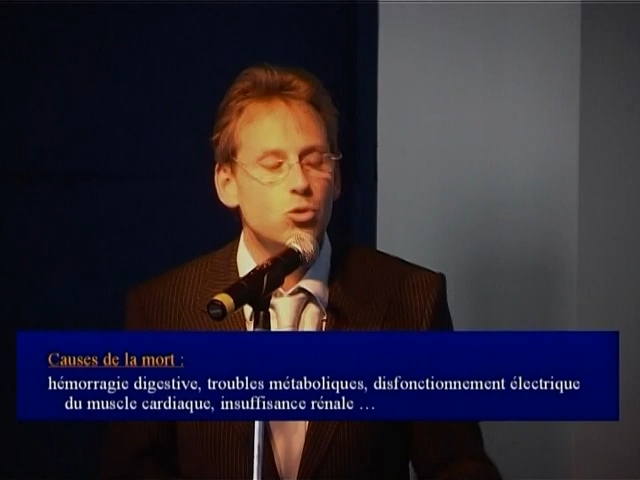 Causes de la mort :
hémorragie digestive, troubles métaboliques, disfonctionnement électrique
du muscle cardiaque, insuffisance rénale …